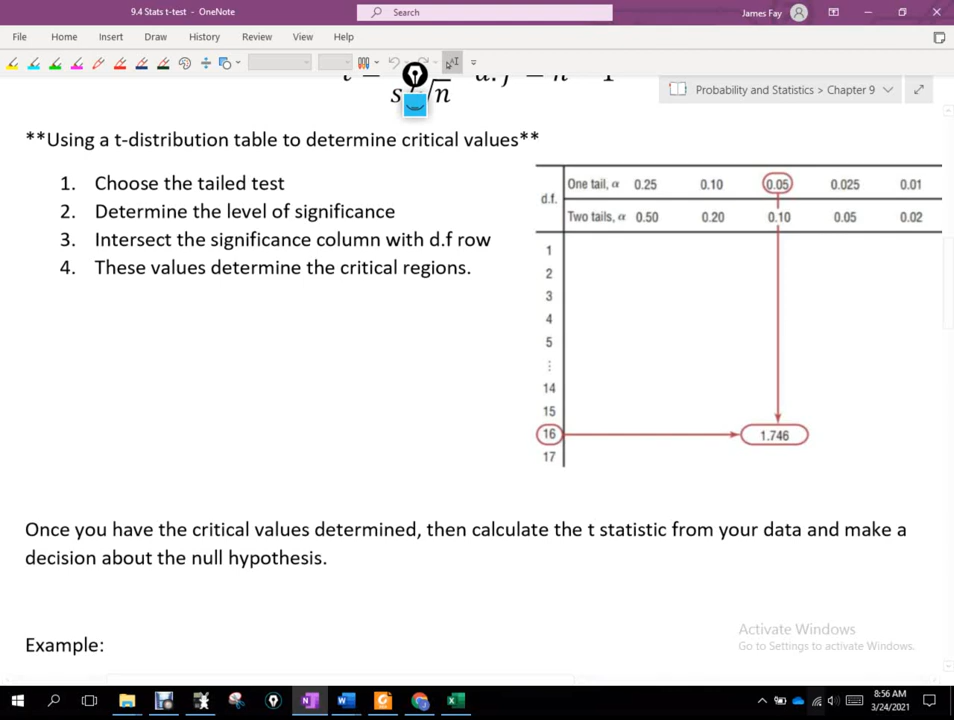 9.4 Stats t-test - OneNote
Search
James Fay
File Home Insert Draw History Review View Help
Probability and Statistics > Chapter 9
s √n
**Using a t-distribution table to determine critical values**
1. Choose the tailed test
2. Determine the level of significance
3. Intersect the significance column with d.f row
4. These values determine the critical regions.
d.f.
One tail, α 0.25 0.10 0.05 0.025 0.01
Two tails, α 0.50 0.20 0.10 0.05 0.02
1
2
3
4
5
⋮
14
15
16 1.746
17
Once you have the critical values determined, then calculate the t statistic from your data and make a
decision about the null hypothesis.
Example:
Activate Windows
Go to Settings to activate Windows.
8:56 AM
3/24/2021